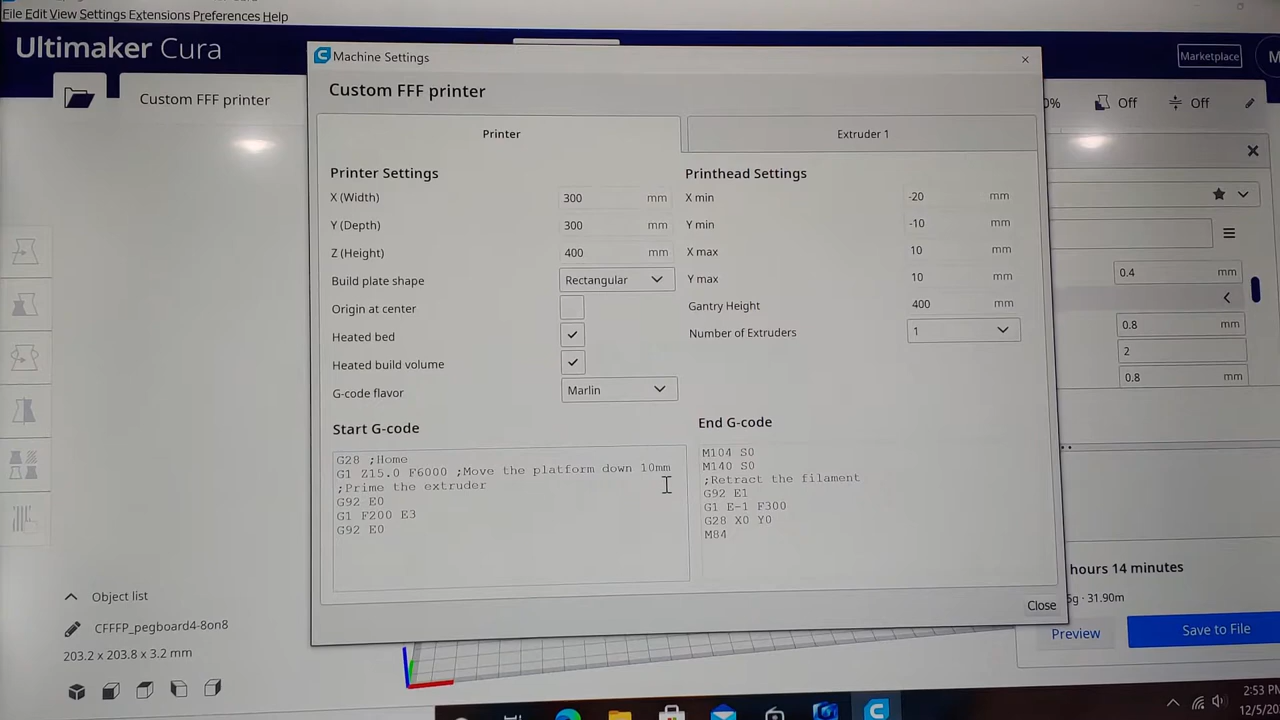 File Edit View Settings Extensions Preferences Help
Ultimaker Cura
Marketplace
M
Custom FFF printer
0%
Off
Off
Machine Settings
Custom FFF printer
Printer
Extruder 1
Printer Settings
X (Width) 300 mm
Y (Depth) 300 mm
Z (Height) 400 mm
Build plate shape Rectangular
Origin at center
Heated bed
Heated build volume
G-code flavor Marlin
Printhead Settings
X min -20 mm
Y min -10 mm
X max 10 mm
Y max 10 mm
Gantry Height 400 mm
Number of Extruders 1
Start G-code
G28 ;Home
G1 Z15.0 F6000 ;Move the platform down 10mm
;Prime the extruder
G92 E0
G1 F200 E3
G92 E0
End G-code
M104 S0
M140 S0
;Retract the filament
G92 E1
G1 E-1 F300
G28 X0 Y0
M84
Close
0.4 mm
0.8 mm
2
0.8 mm
hours 14 minutes
g · 31.90m
Preview
Save to File
Object list
CFFFP_pegboard4-8on8
203.2 x 203.8 x 3.2 mm
2:53 PM
12/5/20